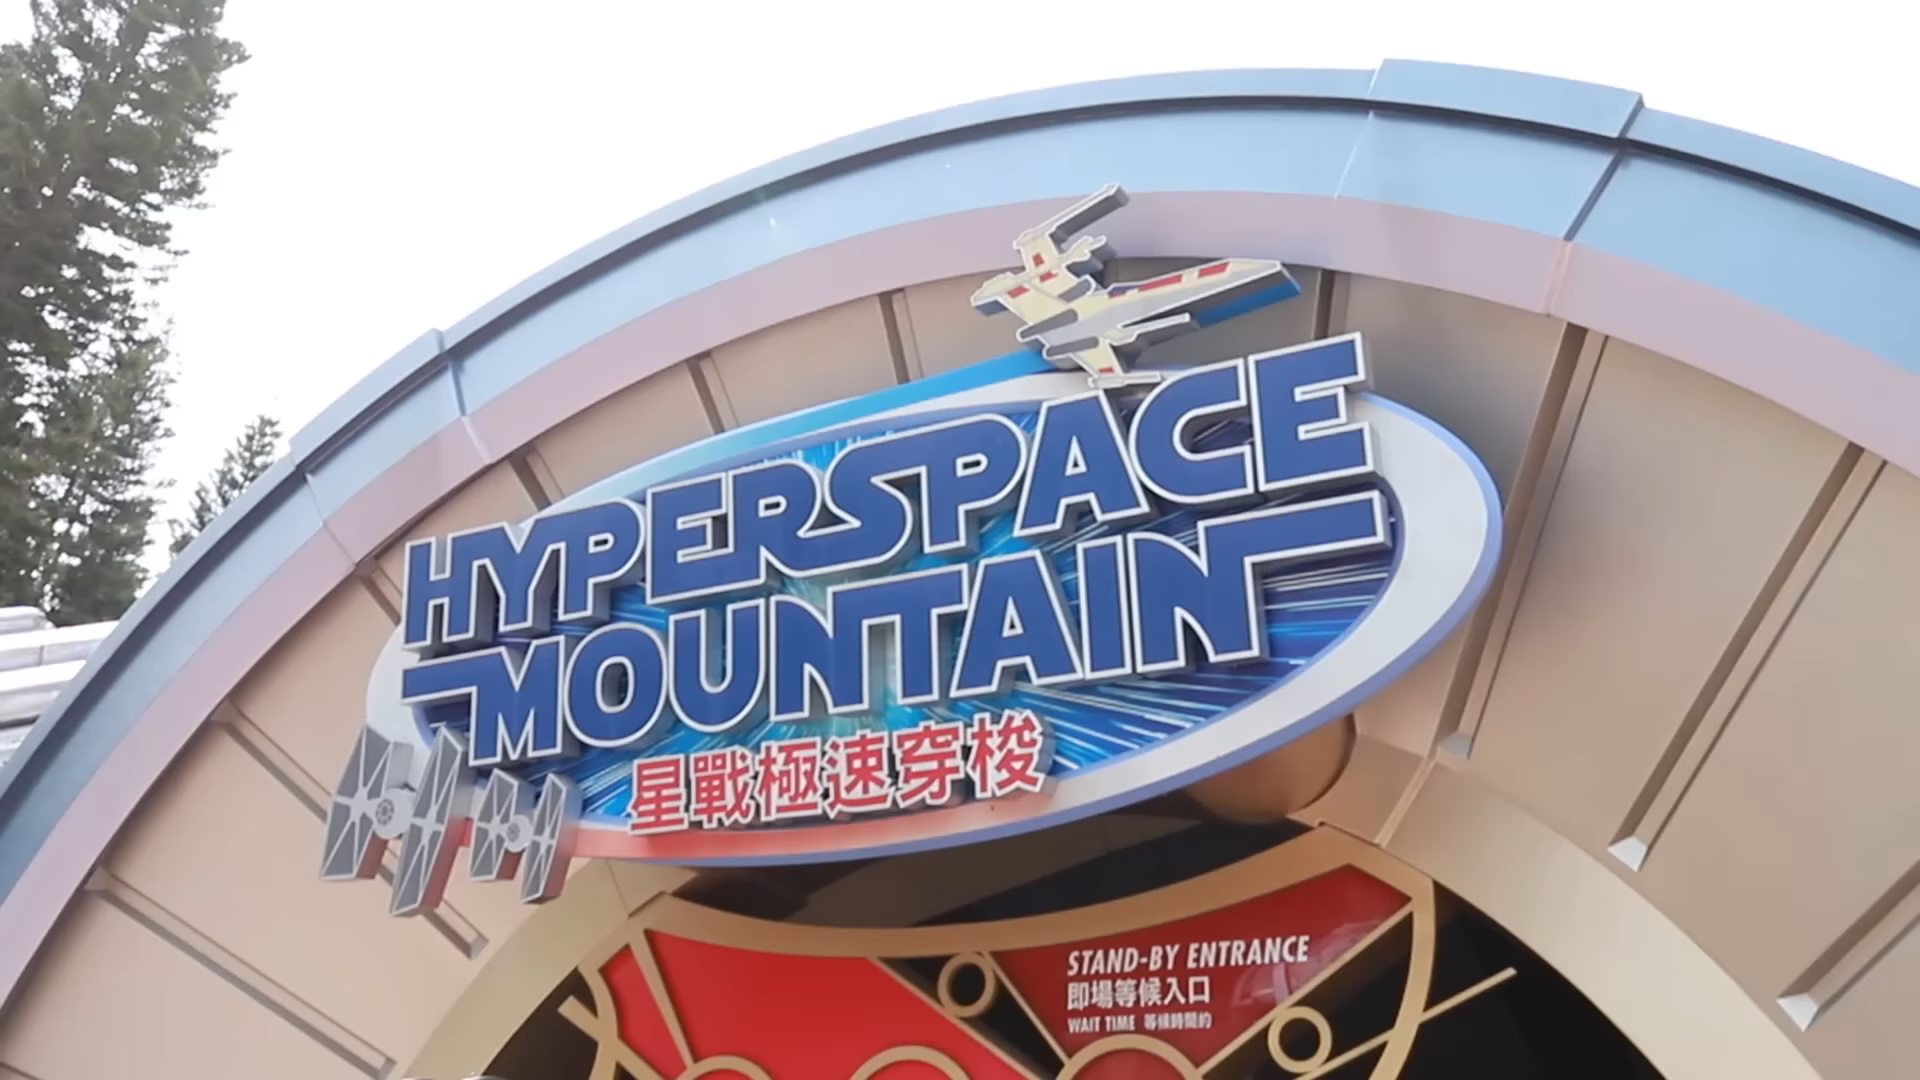 HYPERSPACE
MOUNTAIN
星戰極速穿梭
STAND-BY ENTRANCE
即場等候入口
WAIT TIME 等候時間約